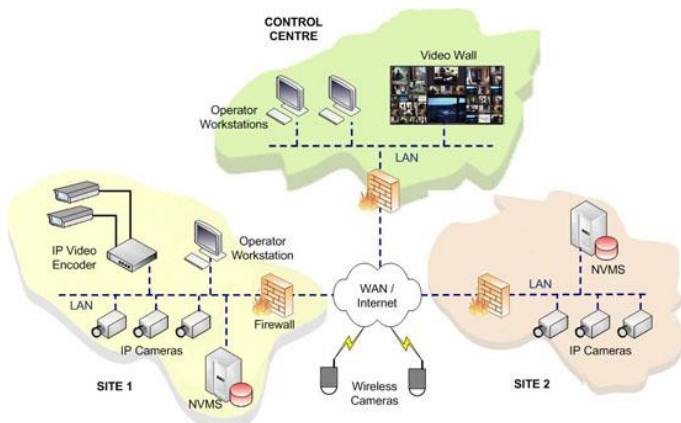 CONTROL
CENTRE
Video Wall
Operator
Workstations
LAN
IP Video
Encoder
Operator
Workstation
NVMS
LAN
WAN /
Internet
LAN
Firewall
IP Cameras
IP Cameras
SITE 1
NVMS
Wireless
Cameras
SITE 2